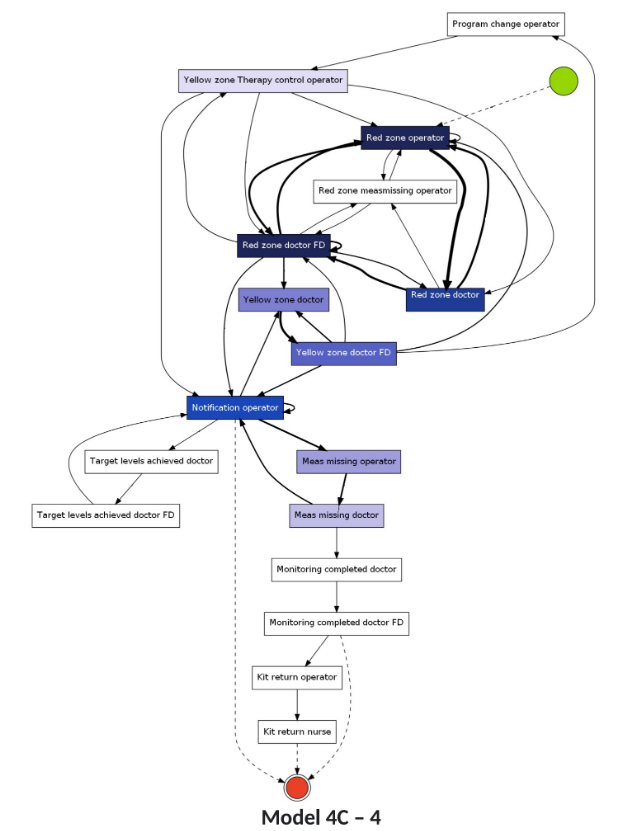 Program change operator
Yellow zone Therapy control operator
Red zone operator
Red zone measmissing operator
Red zone doctor FD
Red zone doctor
Yellow zone doctor
Yellow zone doctor FD
Notification operator
Target levels achieved doctor
Meas missing operator
Target levels achieved doctor FD
Meas missing doctor
Monitoring completed doctor
Monitoring completed doctor FD
Kit return operator
Kit return nurse
Model 4C – 4